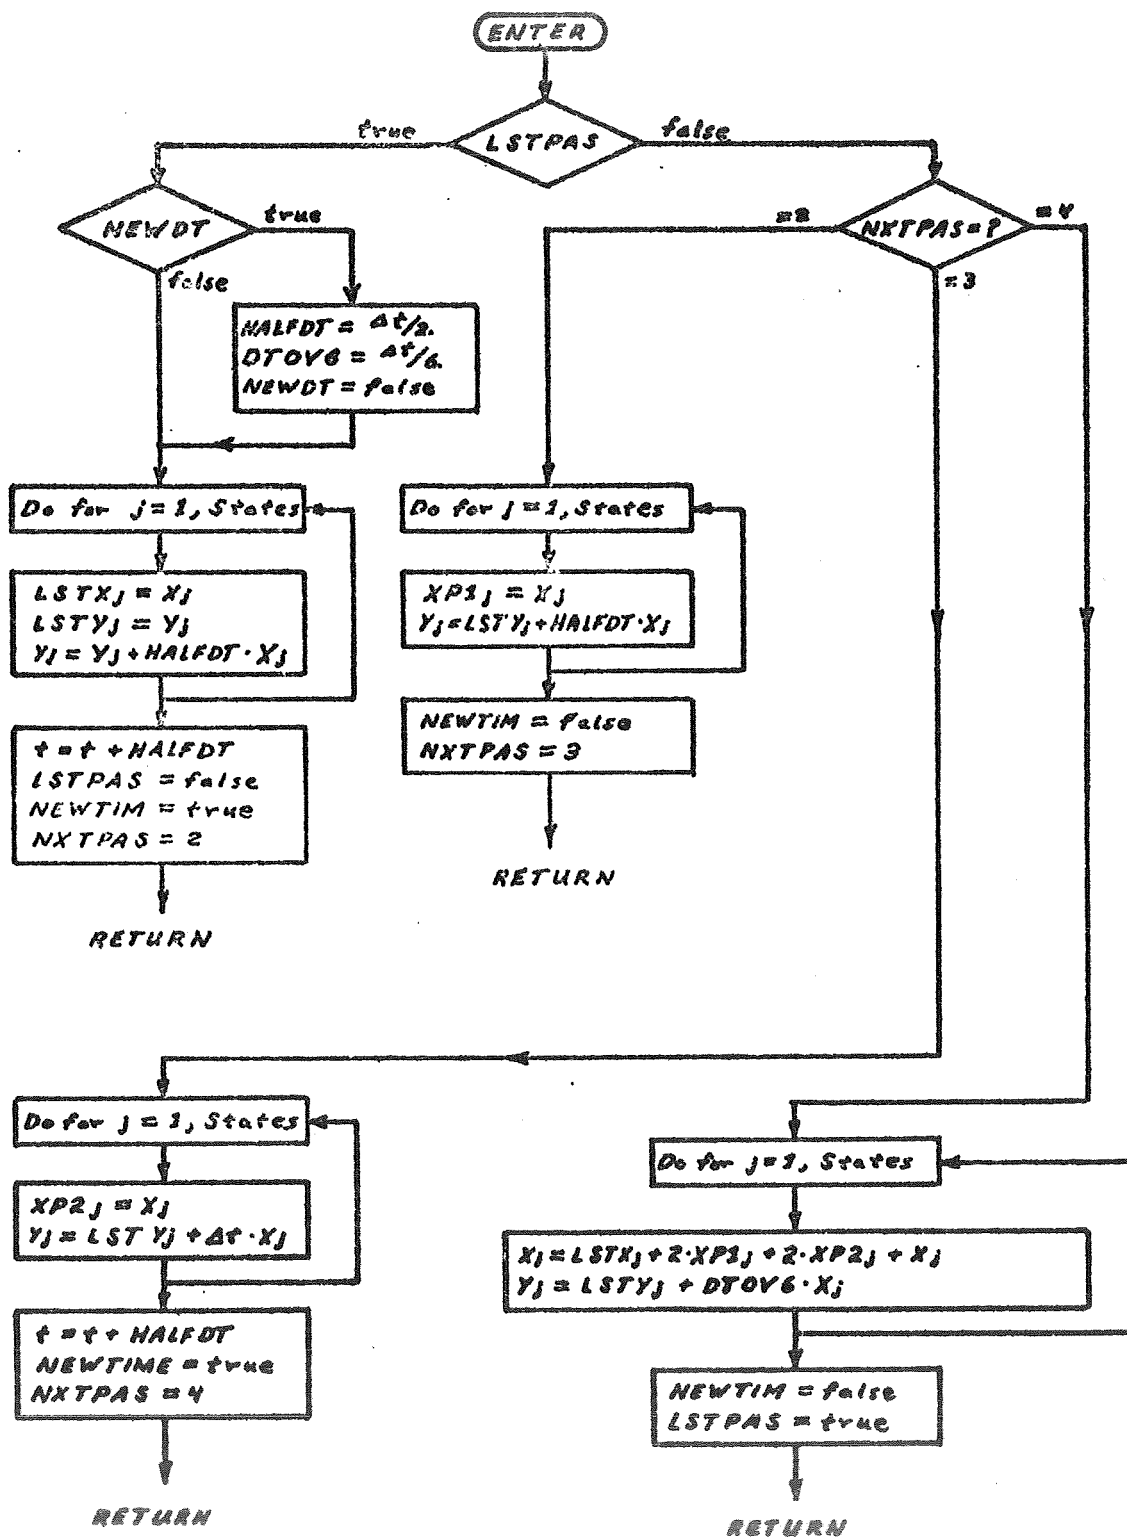 ENTER
LSTPAS
true
false
NEWDT
true
false
NXTPAS=?
=2
=3
=4
HALFDT = Δt/2.
DTOV6 = Δt/6.
NEWDT = false
Do for j=1, States
LSTXj = Xj
LSTYj = Yj
Yj = Yj + HALFDT · Xj
t = t + HALFDT
LSTPAS = false
NEWTIM = true
NXTPAS = 2
RETURN
Do for j=1, States
XP1j = Xj
Yj=LSTYj+HALFDT·Xj
NEWTIM = false
NXTPAS = 3
RETURN
Do for j = 1, States
XP2j = Xj
Yj = LSTYj + Δt · Xj
t = t + HALFDT
NEWTIME = true
NXTPAS = 4
RETURN
Do for j=1, States
Xj = LSTXj + 2·XP1j + 2·XP2j + Xj
Yj = LSTYj + DTOV6 · Xj
NEWTIM = false
LSTPAS = true
RETURN